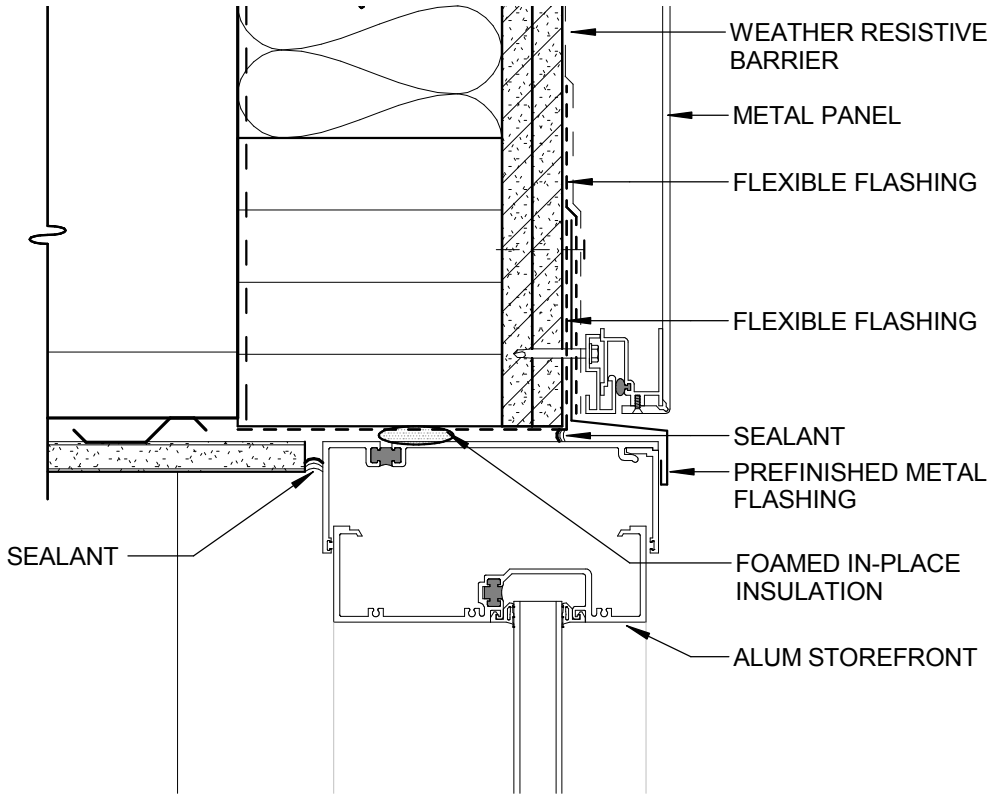 WEATHER RESISTIVE
BARRIER
METAL PANEL
FLEXIBLE FLASHING
FLEXIBLE FLASHING
SEALANT
PREFINISHED METAL
FLASHING
SEALANT
FOAMED IN-PLACE
INSULATION
ALUM STOREFRONT